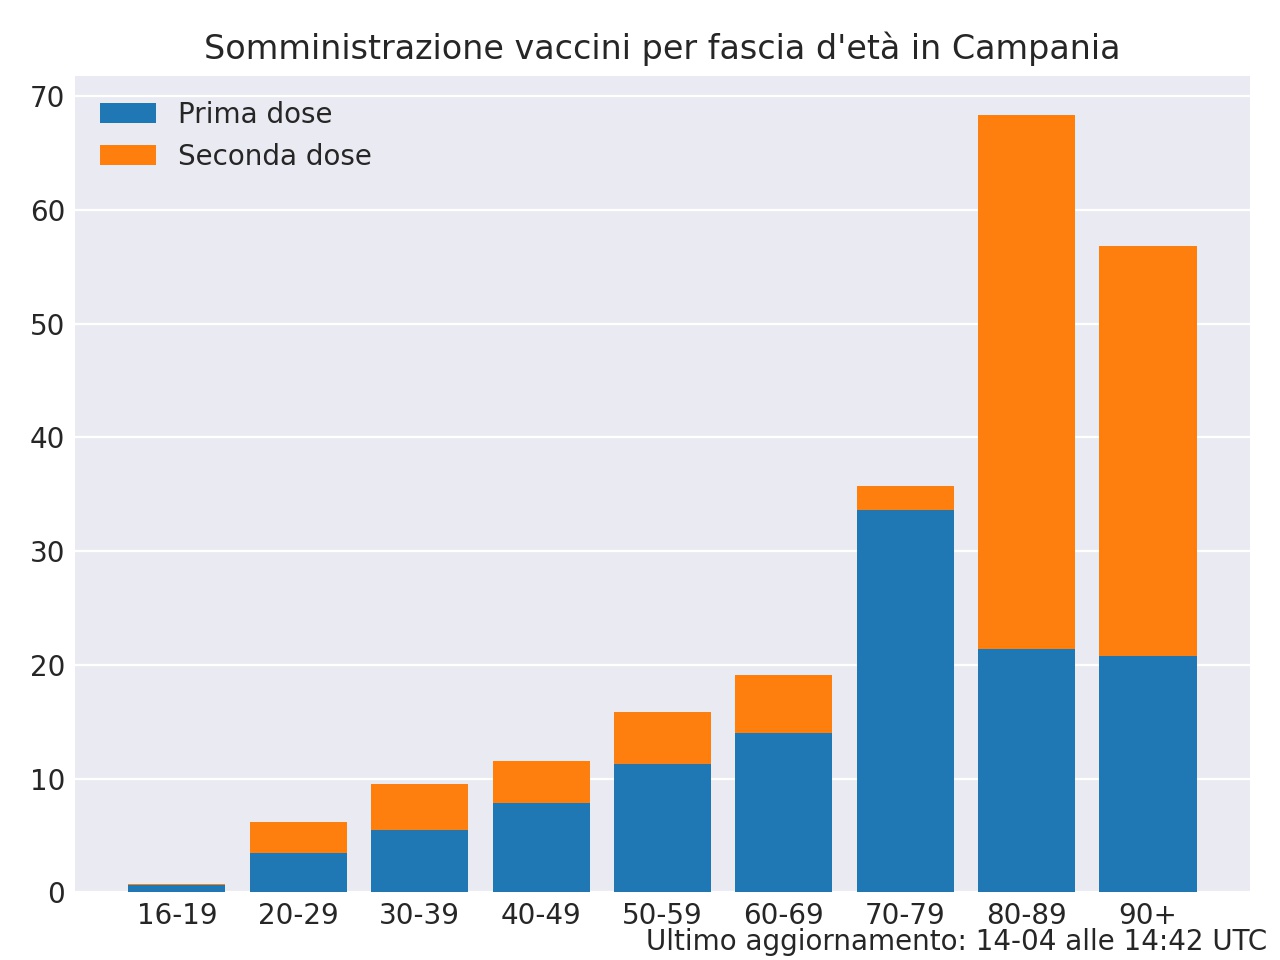 Somministrazione vaccini per fascia d'età in Campania
70
60
50
40
30
20
10
0
Prima dose
Seconda dose
16-19 20-29 30-39 40-49 50-59 60-69 70-79 80-89 90+
Ultimo aggiornamento: 14-04 alle 14:42 UTC